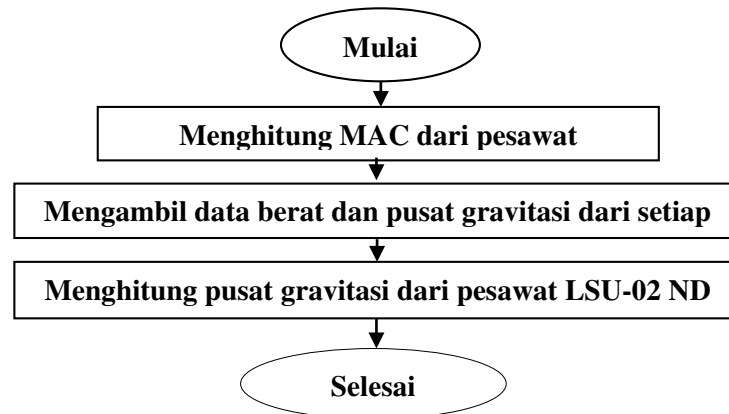 Mulai
Menghitung MAC dari pesawat
Mengambil data berat dan pusat gravitasi dari setiap
Menghitung pusat gravitasi dari pesawat LSU-02 ND
Selesai